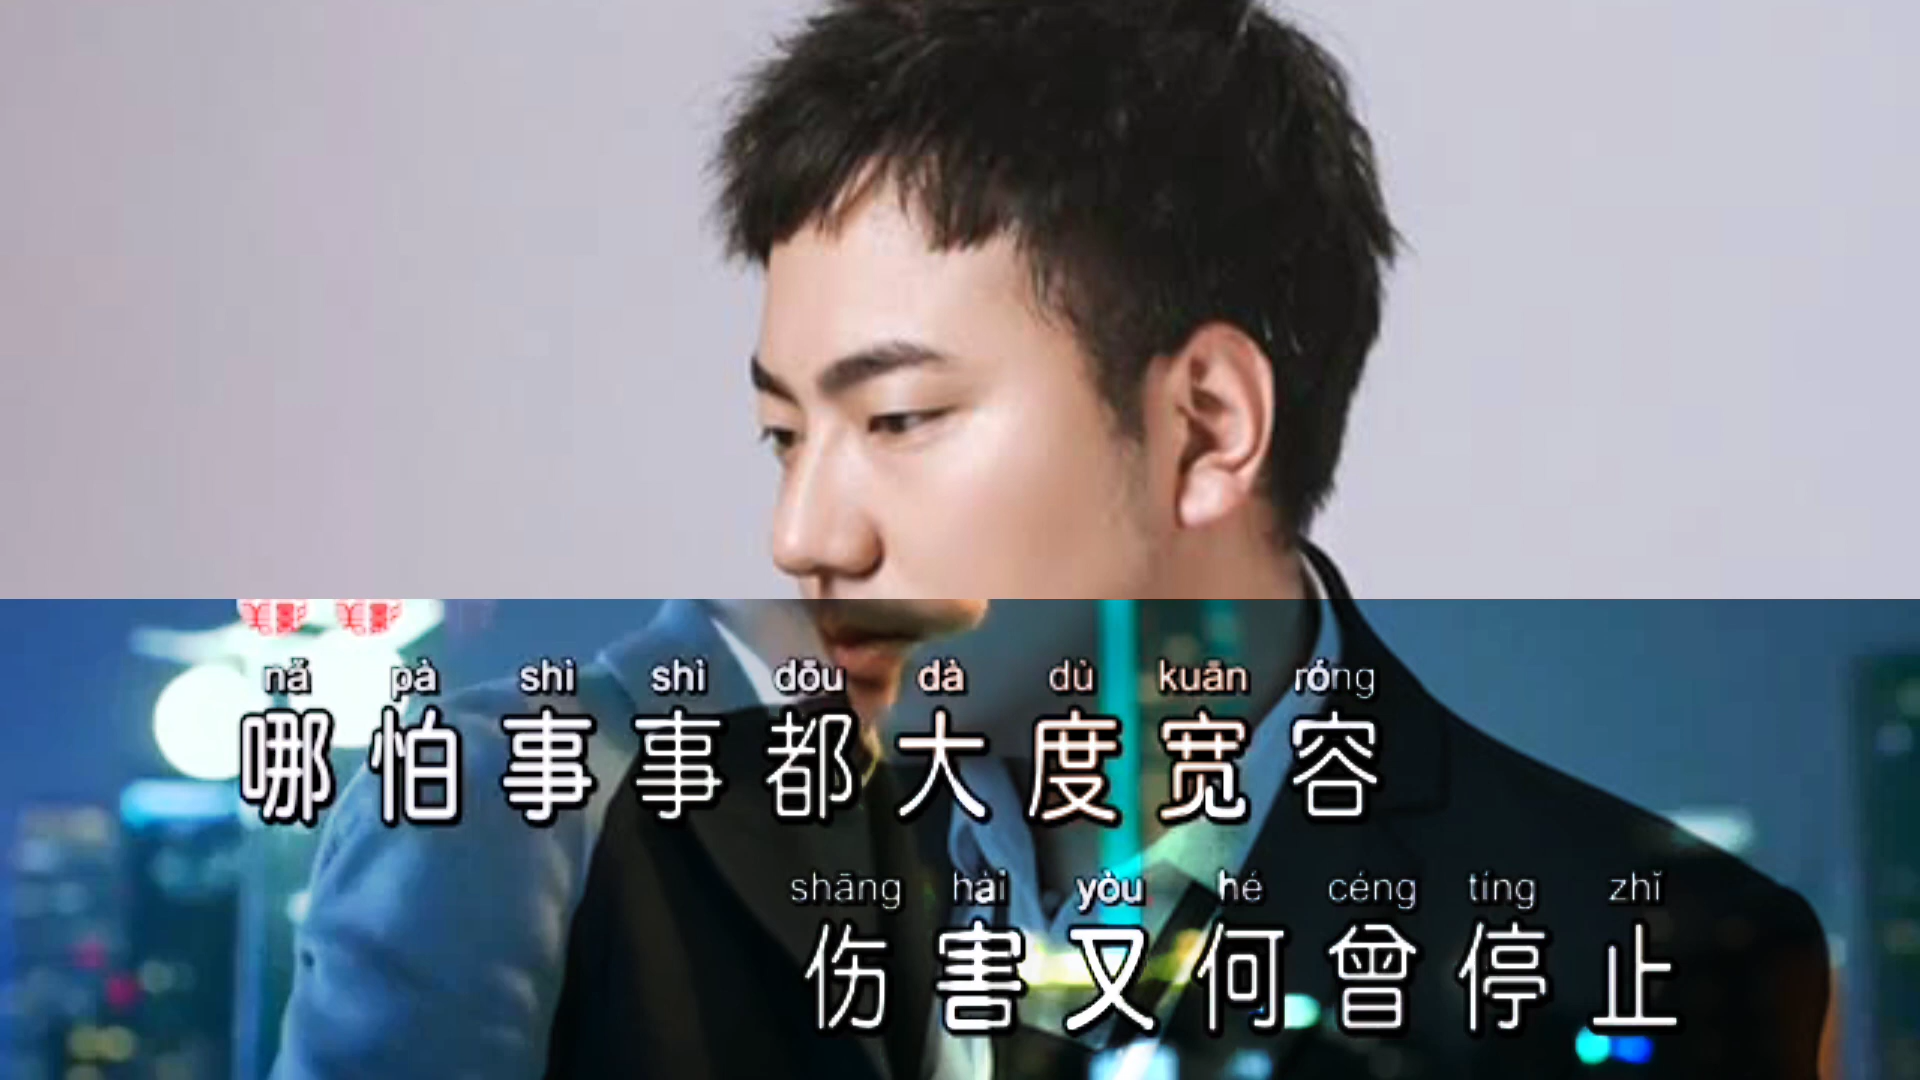 nǎ pà shì shì dōu dà dù kuān róng
哪怕事事都大度宽容
shāng hài yòu hé céng tíng zhǐ
伤害又何曾停止